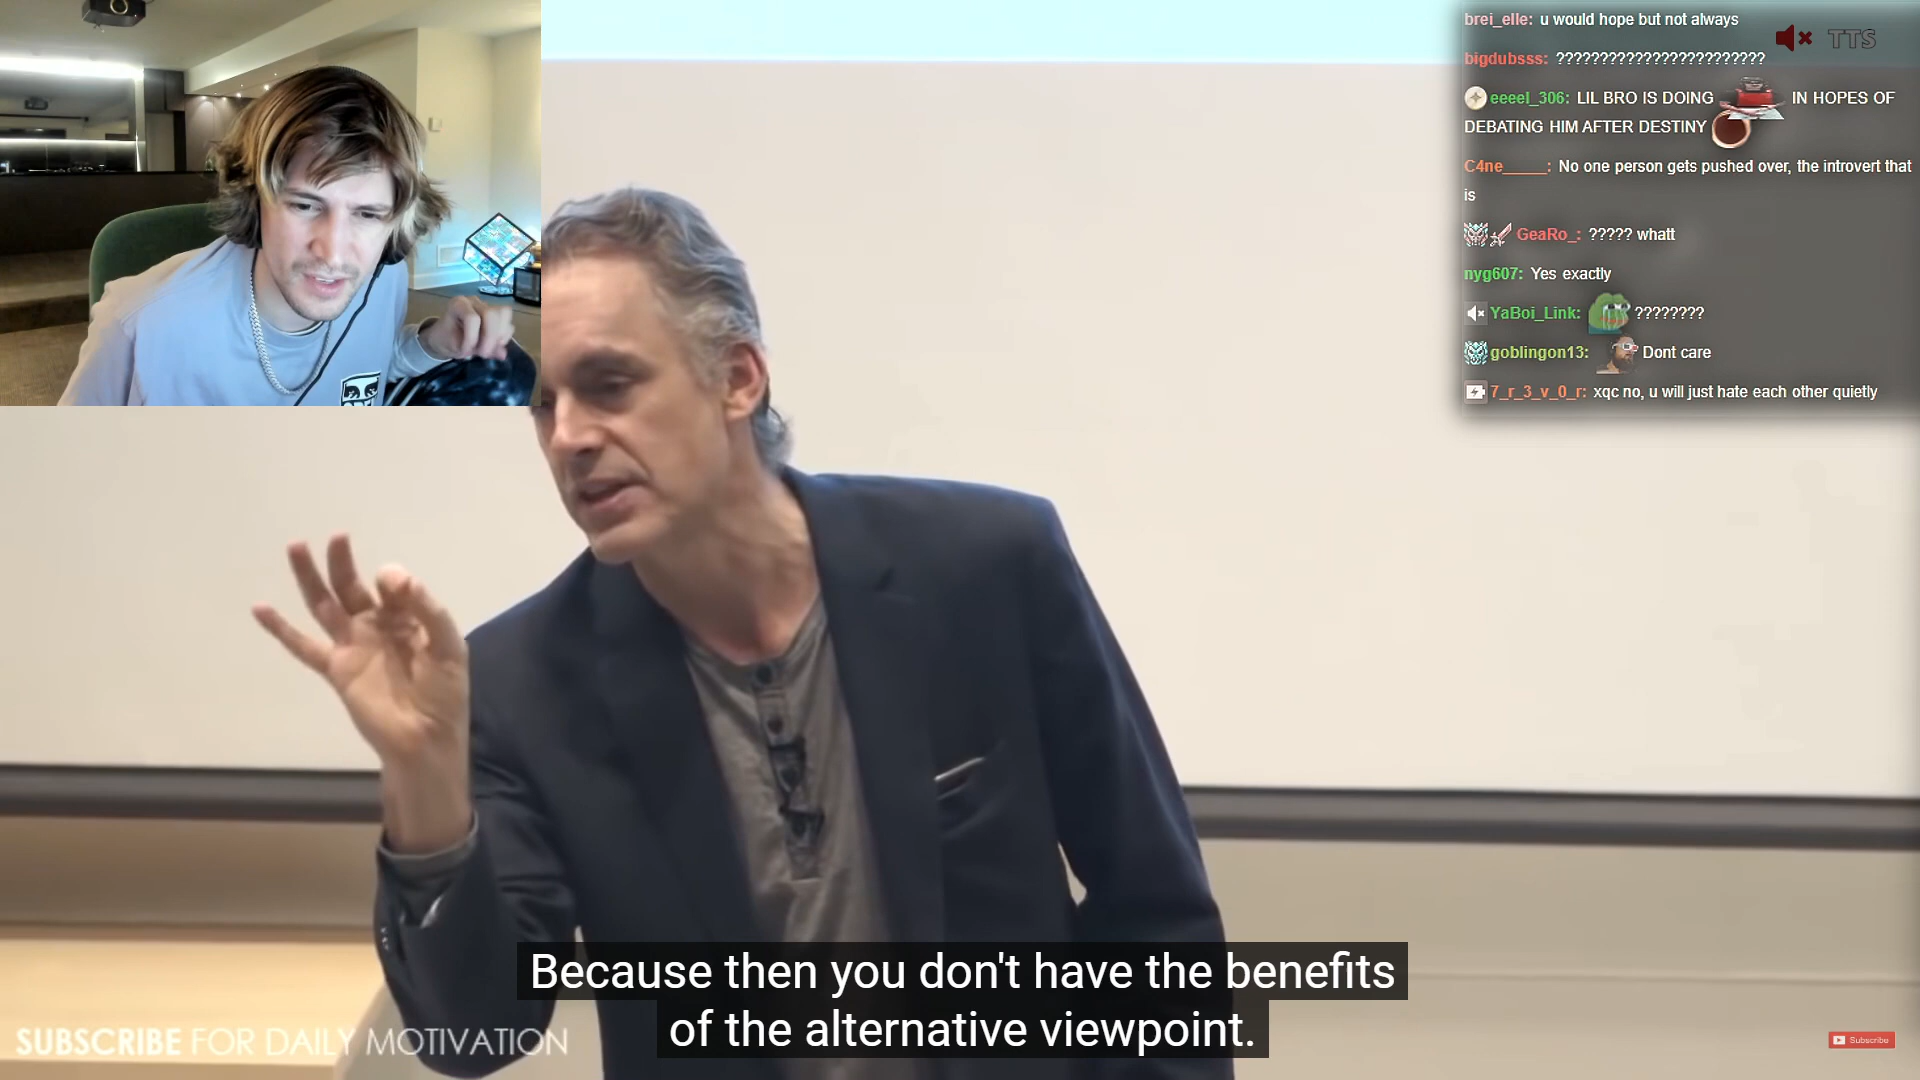 brei_elle: u would hope but not always
TTS
bigdubsss: ????????????????????????
eeeel_306: LIL BRO IS DOING IN HOPES OF
DEBATING HIM AFTER DESTINY
C4ne_____: No one person gets pushed over, the introvert that
is
GeaRo_: ????? whatt
nyg607: Yes exactly
YaBoi_Link: ????????
goblingon13: Dont care
7_r_3_v_0_r: xqc no, u will just hate each other quietly
Because then you don't have the benefits
of the alternative viewpoint.
SUBSCRIBE FOR DAILY MOTIVATION
Subscribe